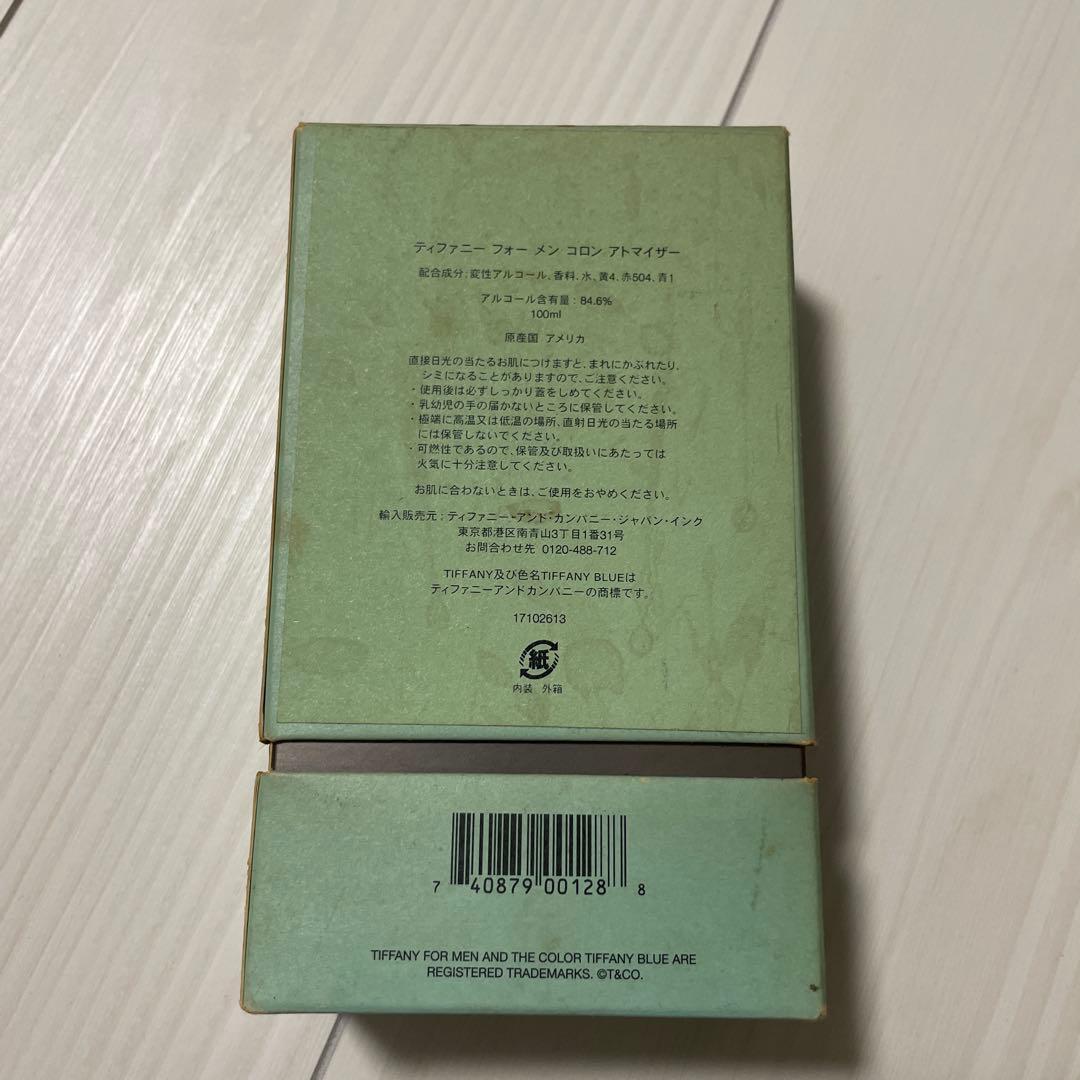 ティファニー フォー メン コロン アトマイザー
配合成分:変性アルコール、香料、水、黄4、赤504、青1
アルコール含有量:84.6%
100ml
原産国 アメリカ
直接日光の当たるお肌につけますと、まれにかぶれたり、
シミになることがありますので、ご注意ください。
・使用後は必ずしっかり蓋をしめてください。
・乳幼児の手の届かないところに保管してください。
・極端に高温又は低温の場所、直射日光の当たる場所
には保管しないでください。
・可燃性であるので、保管及び取扱いにあたっては
火気に十分注意してください。
お肌に合わないときは、ご使用をおやめください。
輸入販売元:ティファニー・アンド・カンパニー・ジャパン・インク
東京都港区南青山3丁目1番31号
お問合わせ先 0120-488-712
TIFFANY及び色名TIFFANY BLUEは
ティファニーアンドカンパニーの商標です。
17102613
紙
内装 外箱
7 40879 00128 8
TIFFANY FOR MEN AND THE COLOR TIFFANY BLUE ARE
REGISTERED TRADEMARKS. ©T&CO.